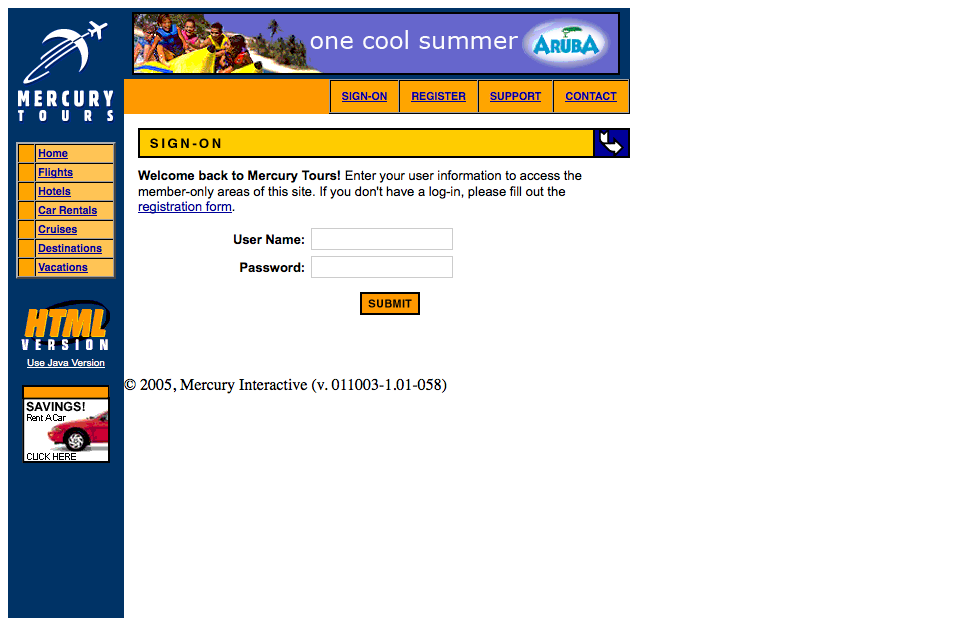 one cool summer ARUBA
MERCURY
TOURS
SIGN-ON REGISTER SUPPORT CONTACT
Home
Flights
Hotels
Car Rentals
Cruises
Destinations
Vacations
HTML
VERSION
Use Java Version
SAVINGS!
Rent A Car
CLICK HERE
SIGN-ON
Welcome back to Mercury Tours! Enter your user information to access the
member-only areas of this site. If you don't have a log-in, please fill out the
registration form.
User Name:
Password:
SUBMIT
© 2005, Mercury Interactive (v. 011003-1.01-058)